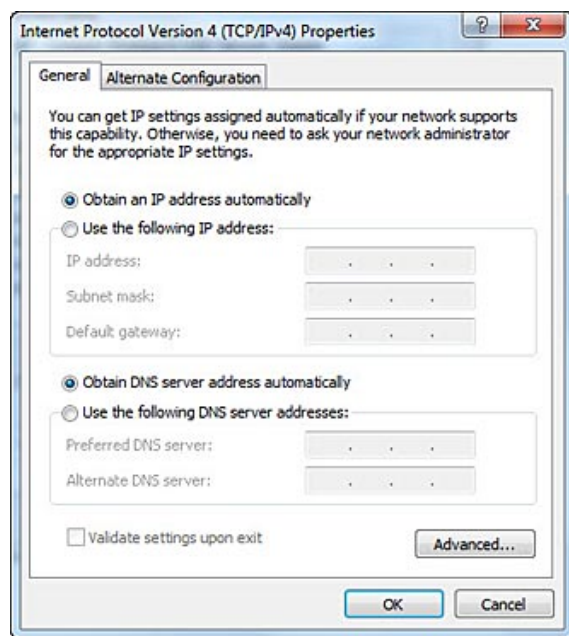 Internet Protocol Version 4 (TCP/IPv4) Properties
General
Alternate Configuration
You can get IP settings assigned automatically if your network supports
this capability. Otherwise, you need to ask your network administrator
for the appropriate IP settings.
Obtain an IP address automatically
Use the following IP address:
IP address:
Subnet mask:
Default gateway:
Obtain DNS server address automatically
Use the following DNS server addresses:
Preferred DNS server:
Alternate DNS server:
Validate settings upon exit
Advanced...
OK
Cancel